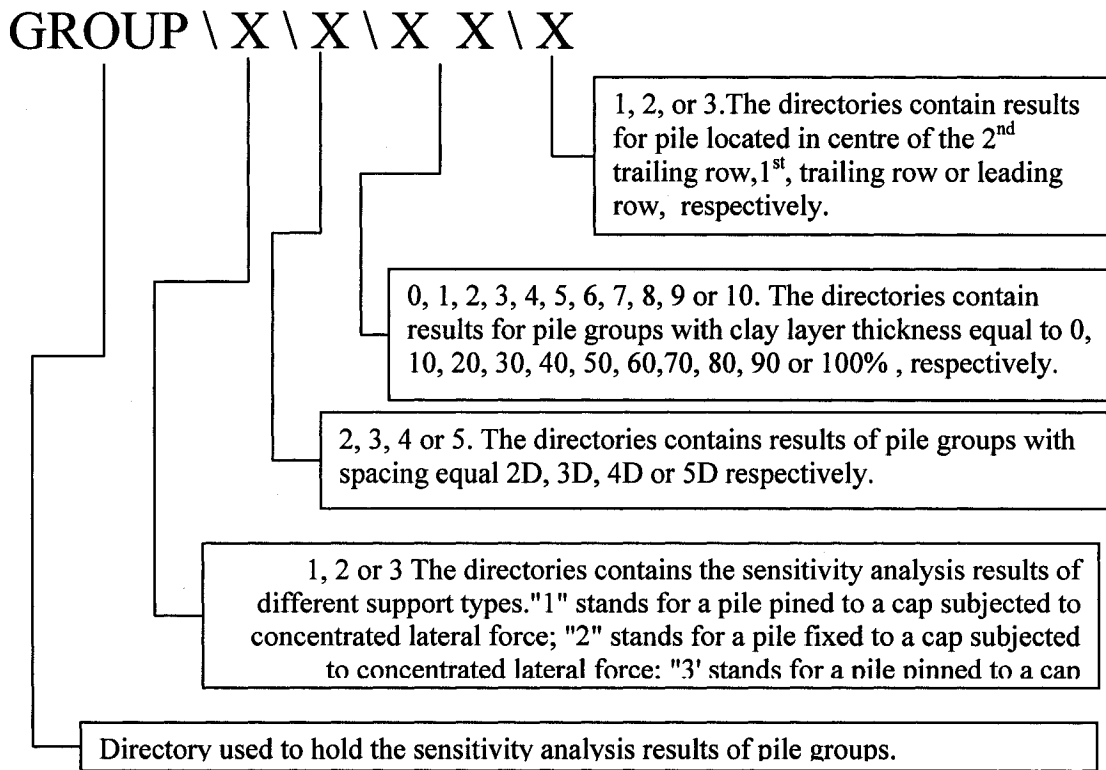 GROUP \ X \ X \ X X \ X
1, 2, or 3.The directories contain results
for pile located in centre of the 2nd
trailing row,1st, trailing row or leading
row, respectively.
0, 1, 2, 3, 4, 5, 6, 7, 8, 9 or 10. The directories contain
results for pile groups with clay layer thickness equal to 0,
10, 20, 30, 40, 50, 60,70, 80, 90 or 100% , respectively.
2, 3, 4 or 5. The directories contains results of pile groups with
spacing equal 2D, 3D, 4D or 5D respectively.
1, 2 or 3 The directories contains the sensitivity analysis results of
different support types."1" stands for a pile pined to a cap subjected to
concentrated lateral force; "2" stands for a pile fixed to a cap subjected
to concentrated lateral force: "3' stands for a pile pinned to a cap
Directory used to hold the sensitivity analysis results of pile groups.